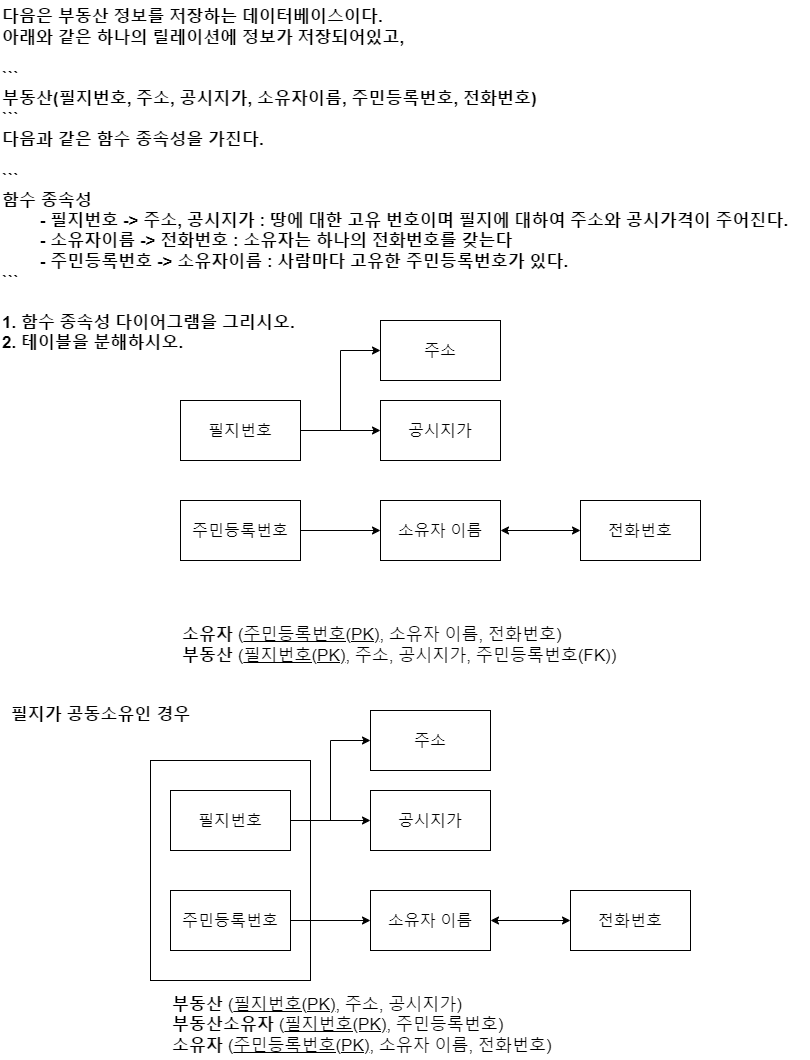 다음은 부동산 정보를 저장하는 데이터베이스이다.
아래와 같은 하나의 릴레이션에 정보가 저장되어있고,
```
부동산(필지번호, 주소, 공시지가, 소유자이름, 주민등록번호, 전화번호)
```
다음과 같은 함수 종속성을 가진다.
```
함수 종속성
- 필지번호 -> 주소, 공시지가 : 땅에 대한 고유 번호이며 필지에 대하여 주소와 공시가격이 주어진다.
- 소유자이름 -> 전화번호 : 소유자는 하나의 전화번호를 갖는다
- 주민등록번호 -> 소유자이름 : 사람마다 고유한 주민등록번호가 있다.
```
1. 함수 종속성 다이어그램을 그리시오.
2. 테이블을 분해하시오.
주소
필지번호
공시지가
주민등록번호
소유자 이름
전화번호
소유자 (주민등록번호(PK), 소유자 이름, 전화번호)
부동산 (필지번호(PK), 주소, 공시지가, 주민등록번호(FK))
필지가 공동소유인 경우
주소
필지번호
공시지가
주민등록번호
소유자 이름
전화번호
부동산 (필지번호(PK), 주소, 공시지가)
부동산소유자 (필지번호(PK), 주민등록번호)
소유자 (주민등록번호(PK), 소유자 이름, 전화번호)